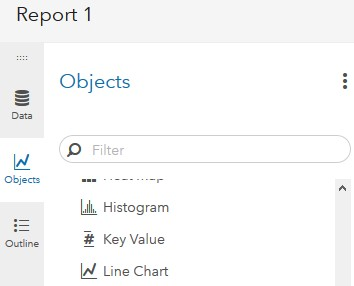 Report 1
Data
Objects
Outline
Objects
Filter
Histogram
Key Value
Line Chart